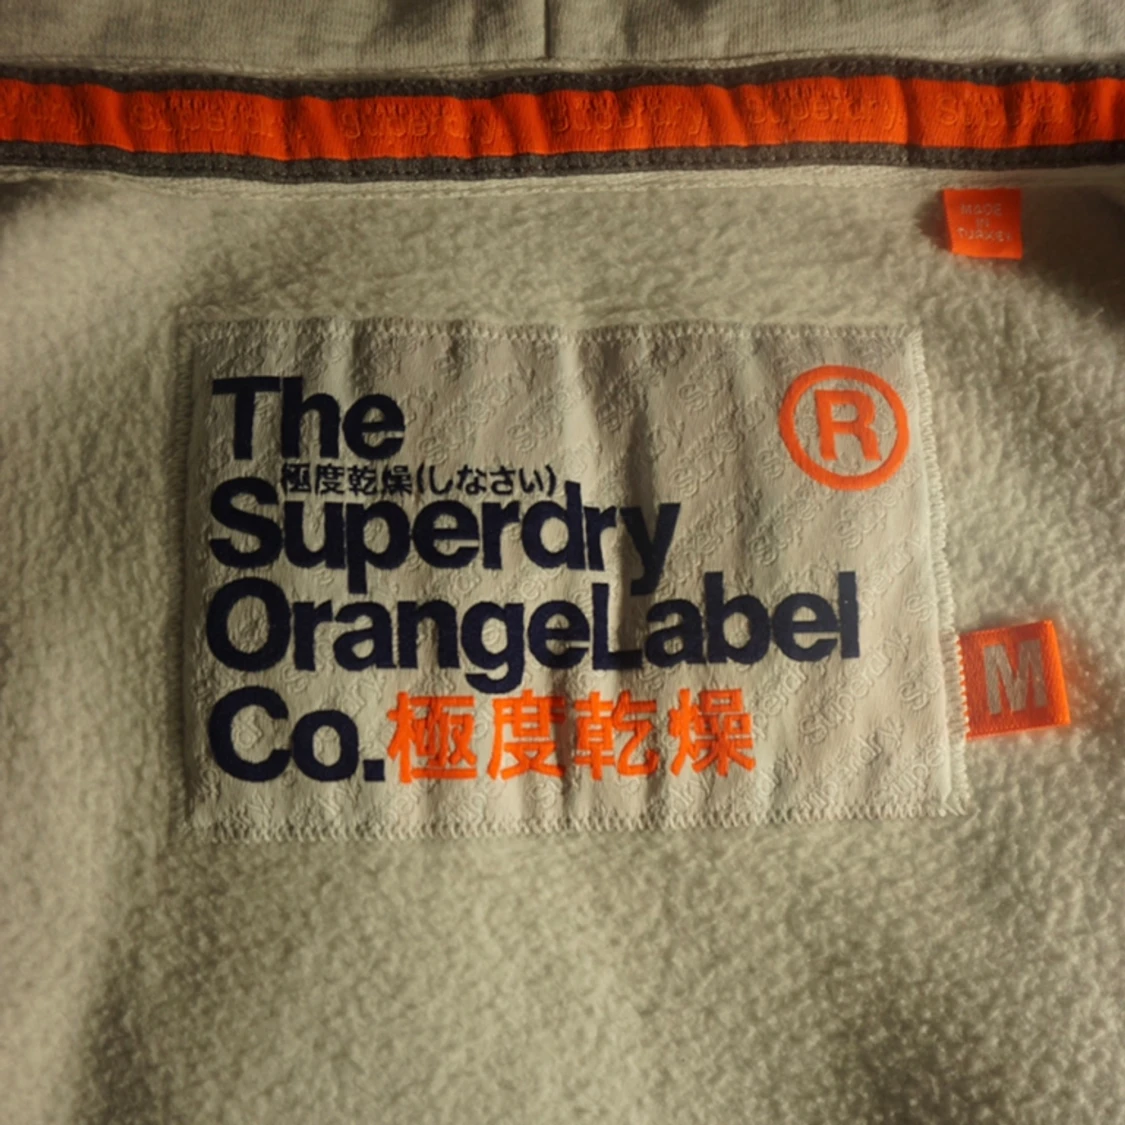 Superdry. Superdry. Superdry. Superdry.
MADE
IN
TURKEY
The
極度乾燥(しなさい)
Superdry
OrangeLabel
Co.極度乾燥
®
M